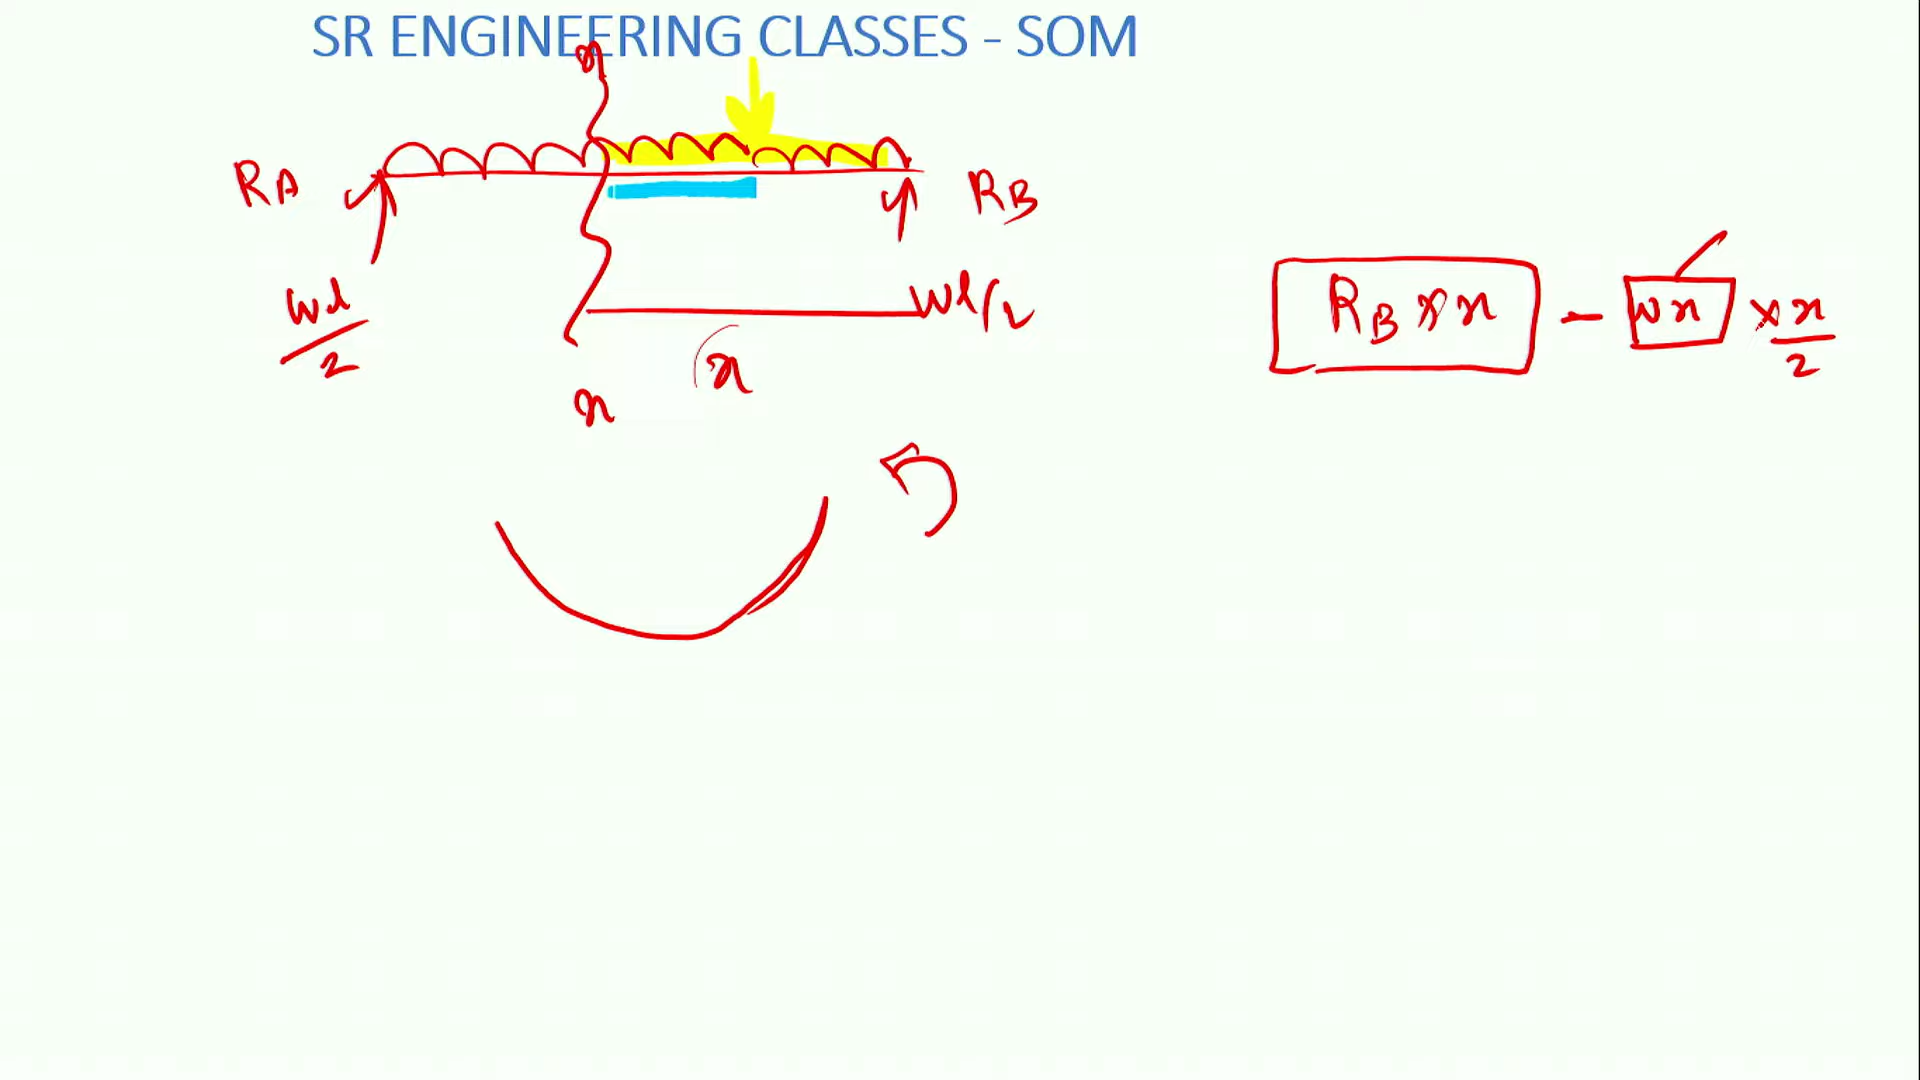 SR ENGINEERING CLASSES - SOM
x
RA
RB
wl/2
wl/2
x
x
RB × x - wx × x/2